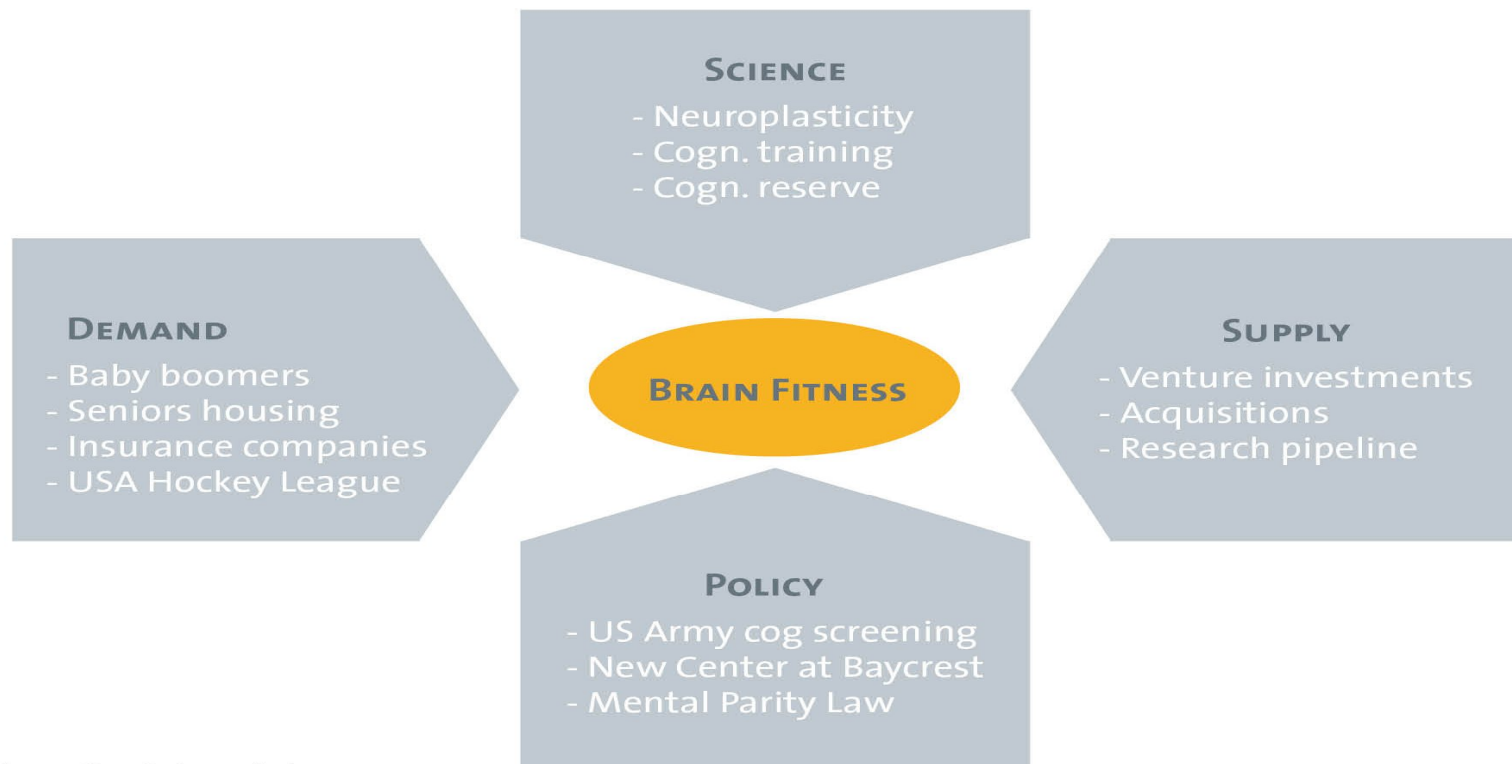 SCIENCE
- Neuroplasticity
- Cogn. training
- Cogn. reserve
DEMAND
- Baby boomers
- Seniors housing
- Insurance companies
- USA Hockey League
BRAIN FITNESS
SUPPLY
- Venture investments
- Acquisitions
- Research pipeline
POLICY
- US Army cog screening
- New Center at Baycrest
- Mental Parity Law